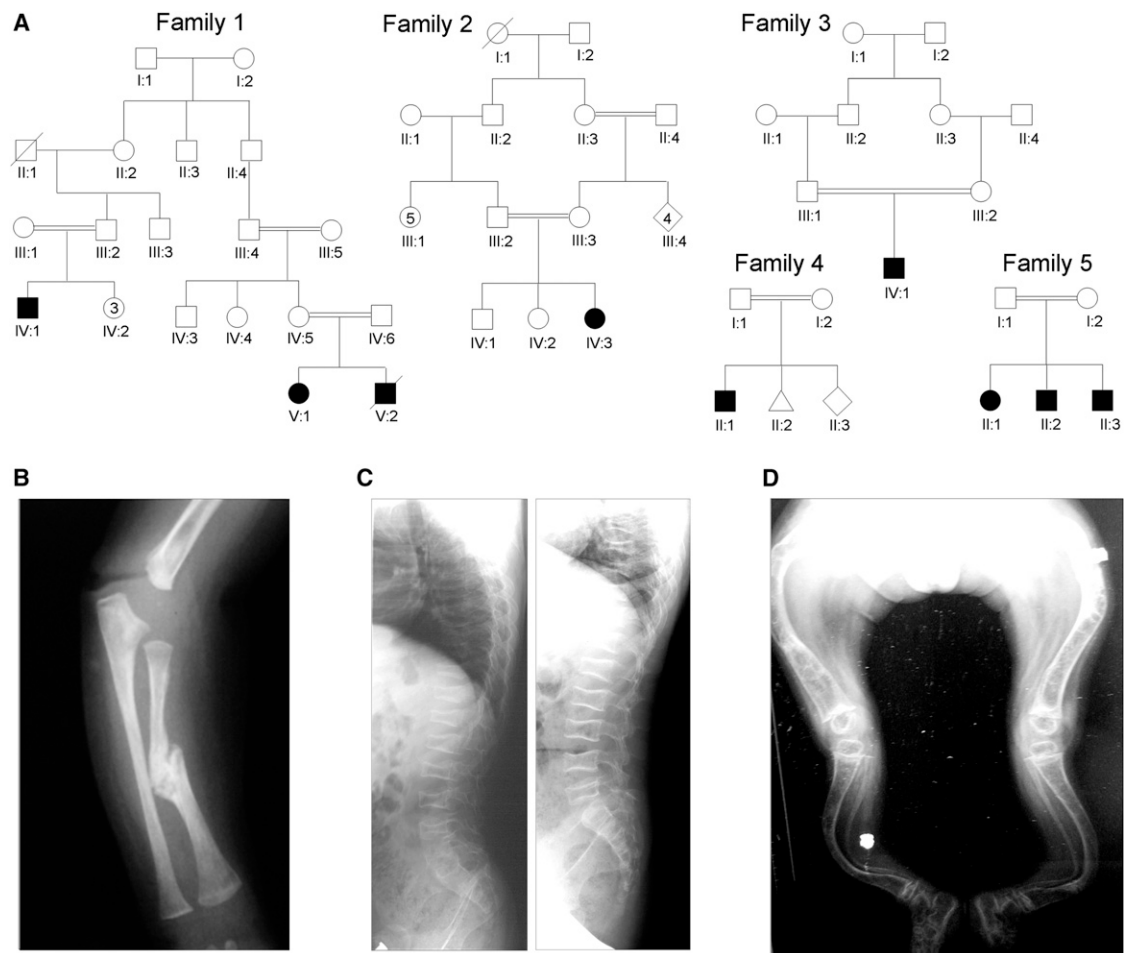 A
Family 1
I:1 I:2
II:1 II:2 II:3 II:4
III:1 III:2 III:3 III:4 III:5
3
IV:1 IV:2 IV:3 IV:4 IV:5 IV:6
V:1 V:2
Family 2
I:1 I:2
II:1 II:2 II:3 II:4
5 4
III:1 III:2 III:3 III:4
IV:1 IV:2 IV:3
Family 3
I:1 I:2
II:1 II:2 II:3 II:4
III:1 III:2
IV:1
Family 4
I:1 I:2
II:1 II:2 II:3
Family 5
I:1 I:2
II:1 II:2 II:3
B
C
D